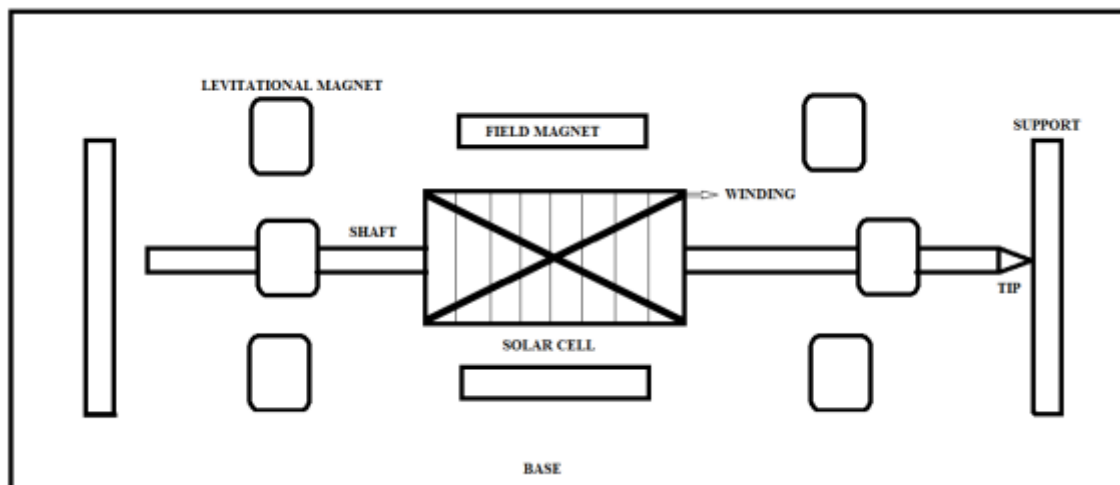 LEVITATIONAL MAGNET
FIELD MAGNET
SUPPORT
WINDING
SHAFT
TIP
SOLAR CELL
BASE